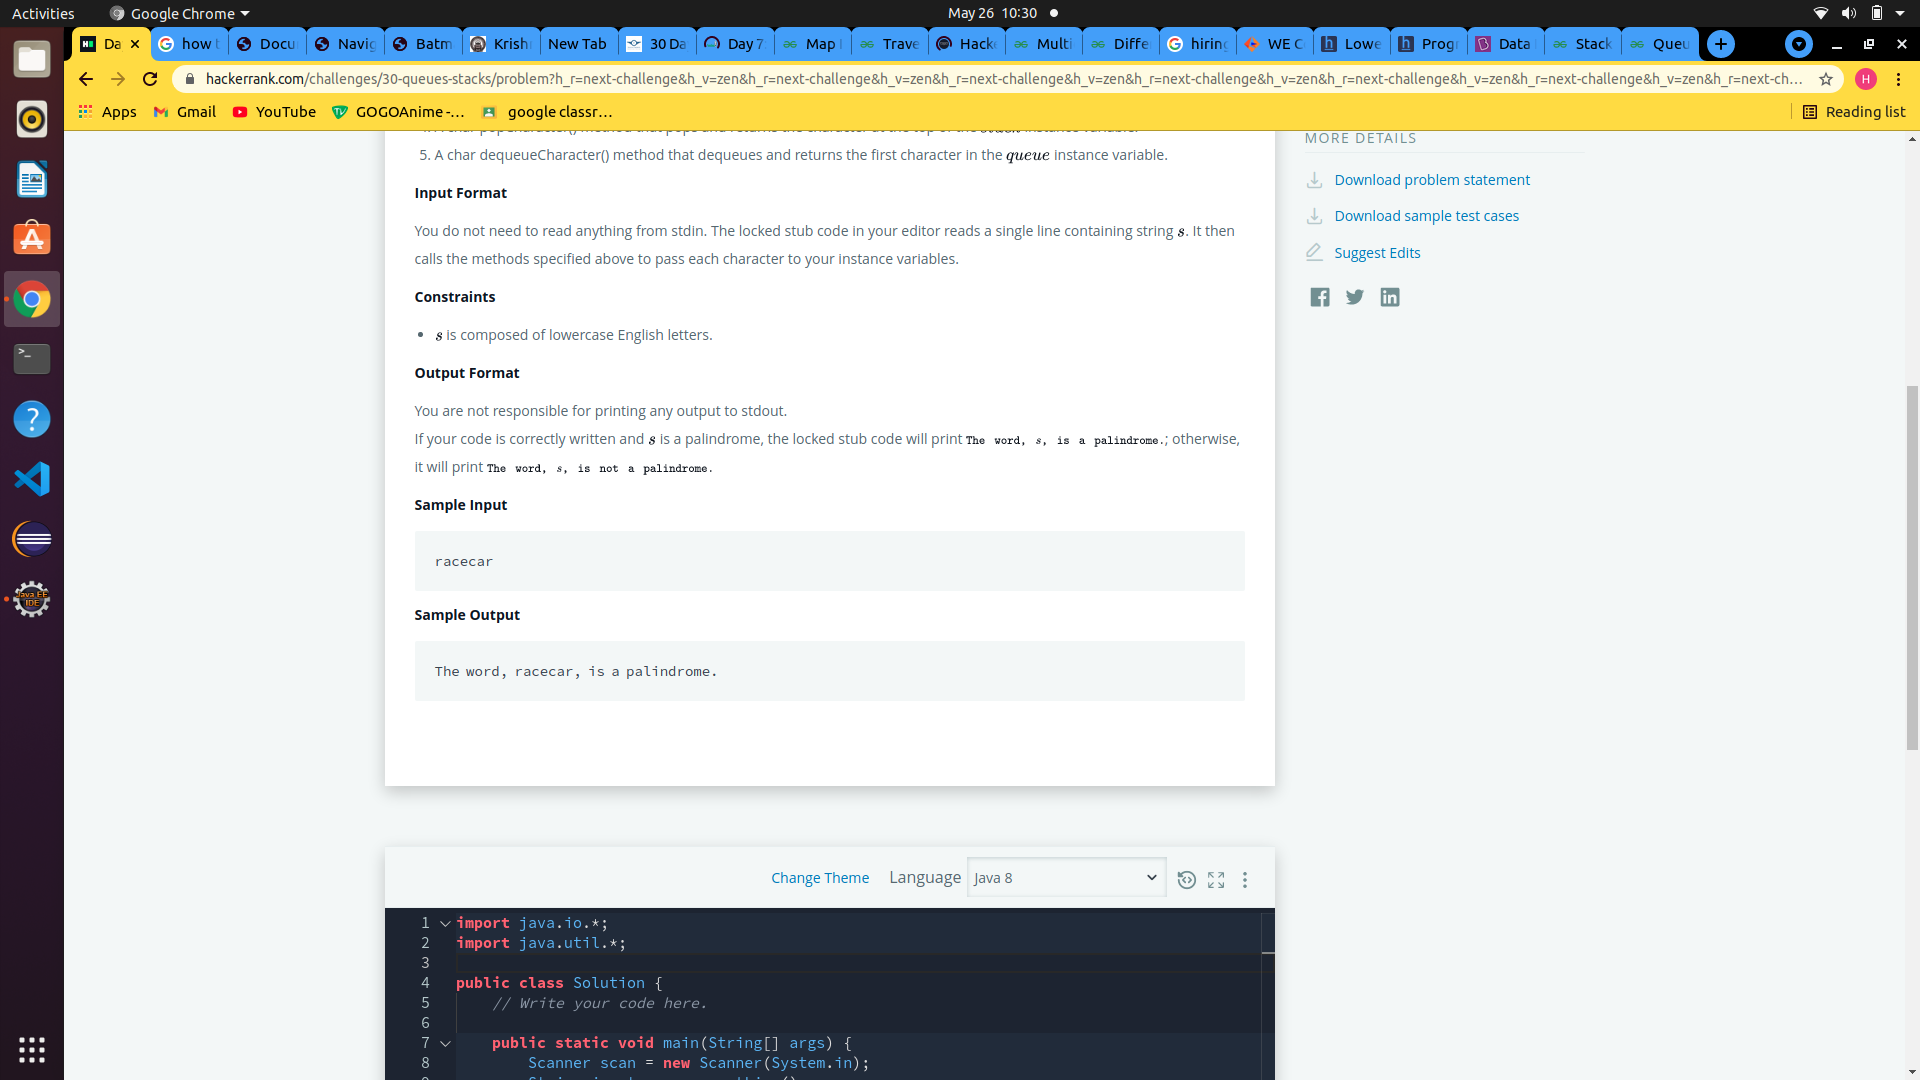 Activities
Google Chrome
May 26 10:30
Da
how t
Docu
Navig
Batm
Krish
New Tab
30 Da
Day 7
Map
Trave
Hack
Multi
Diffe
hiring
WE C
Lowe
Progr
Data
Stack
Queu
hackerrank.com/challenges/30-queues-stacks/problem?h_r=next-challenge&h_v=zen&h_r=next-challenge&h_v=zen&h_r=next-challenge&h_v=zen&h_r=next-challenge&h_v=zen&h_r=next-challenge&h_v=zen&h_r=next-challenge&h_v=zen&h_r=next-ch...
H
Apps
Gmail
YouTube
GOGOAnime -...
google classr...
Reading list
5. A char dequeueCharacter() method that dequeues and returns the first character in the queue instance variable.
Input Format
You do not need to read anything from stdin. The locked stub code in your editor reads a single line containing string s. It then
calls the methods specified above to pass each character to your instance variables.
Constraints
• s is composed of lowercase English letters.
Output Format
You are not responsible for printing any output to stdout.
If your code is correctly written and s is a palindrome, the locked stub code will print The word, s, is a palindrome.; otherwise,
it will print The word, s, is not a palindrome.
Sample Input
racecar
Sample Output
The word, racecar, is a palindrome.
MORE DETAILS
Download problem statement
Download sample test cases
Suggest Edits
Change Theme
Language
Java 8
1 import java.io.*;
2 import java.util.*;
3
4 public class Solution {
5 // Write your code here.
6
7 public static void main(String[] args) {
8 Scanner scan = new Scanner(System.in);
Java EE
IDE